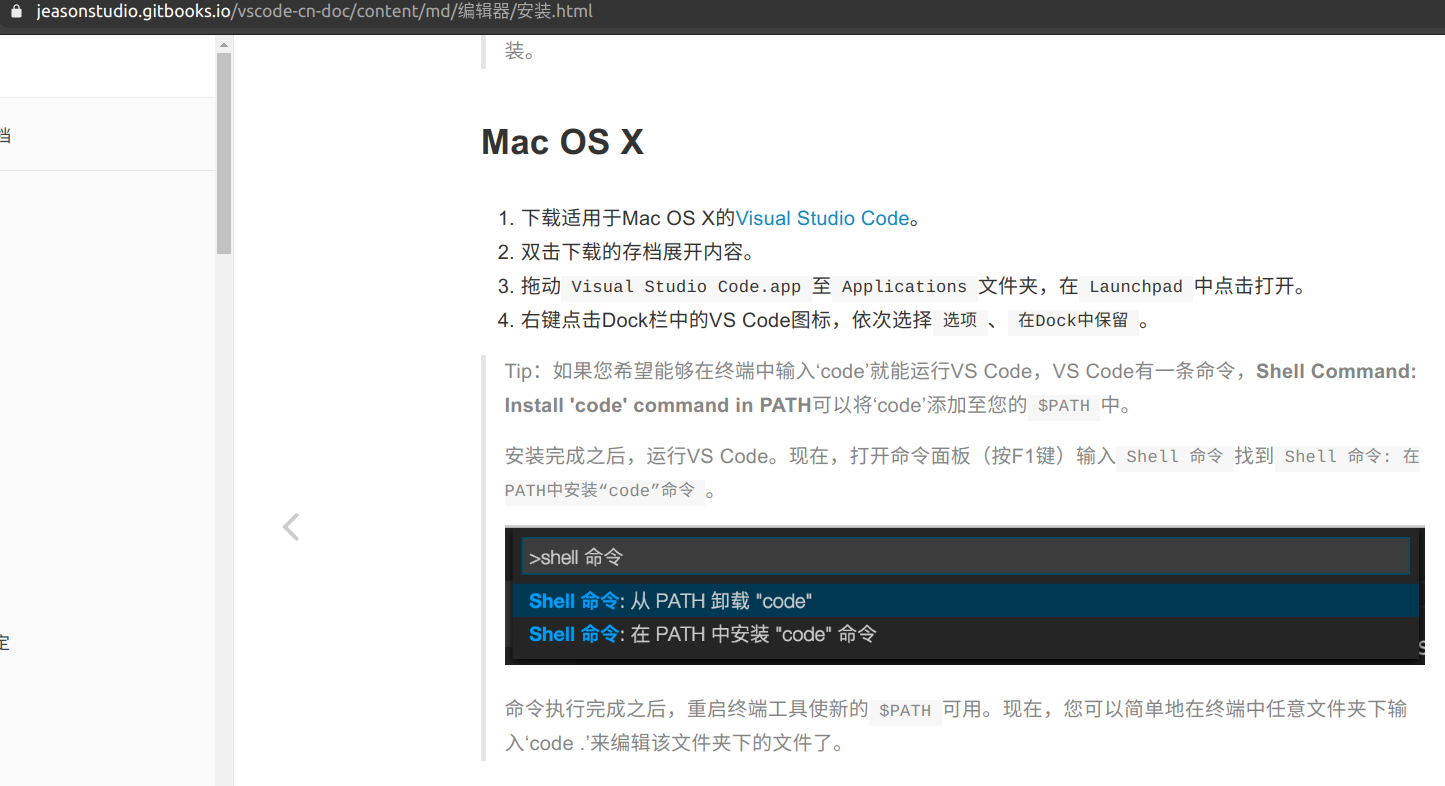 jeasonstudio.gitbooks.io/vscode-cn-doc/content/md/编辑器/安装.html
装。
档
Mac OS X
1. 下载适用于Mac OS X的Visual Studio Code。
2. 双击下载的存档展开内容。
3. 拖动 Visual Studio Code.app 至 Applications 文件夹，在 Launchpad 中点击打开。
4. 右键点击Dock栏中的VS Code图标，依次选择 选项 、 在Dock中保留 。
Tip：如果您希望能够在终端中输入‘code’就能运行VS Code，VS Code有一条命令，Shell Command:
Install 'code' command in PATH可以将‘code’添加至您的 $PATH 中。
安装完成之后，运行VS Code。现在，打开命令面板（按F1键）输入 Shell 命令 找到 Shell 命令: 在
PATH中安装“code”命令 。
>shell 命令
Shell 命令: 从 PATH 卸载 "code"
Shell 命令: 在 PATH 中安装 "code" 命令
定
命令执行完成之后，重启终端工具使新的 $PATH 可用。现在，您可以简单地在终端中任意文件夹下输
入‘code .’来编辑该文件夹下的文件了。